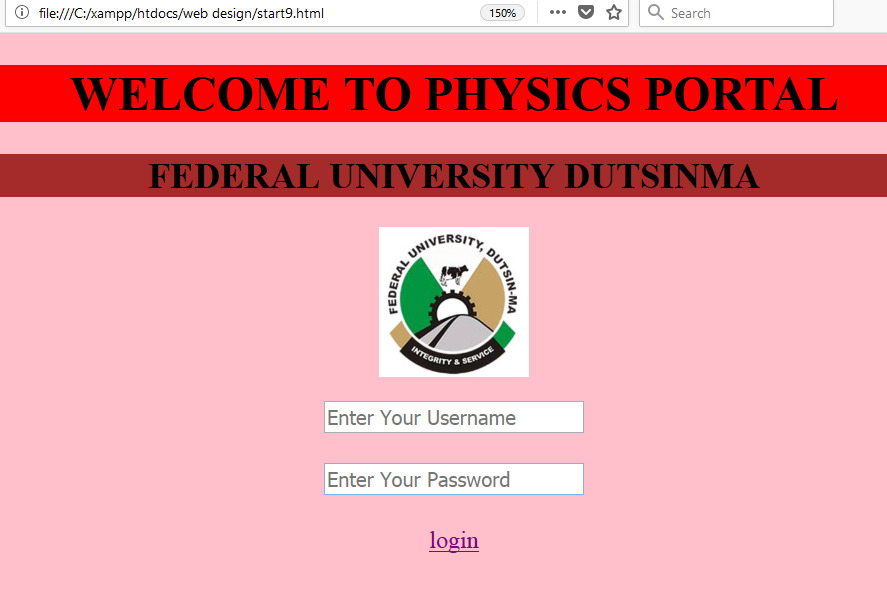 file:///C:/xampp/htdocs/web design/start9.html
150%
Search
WELCOME TO PHYSICS PORTAL
FEDERAL UNIVERSITY DUTSINMA
FEDERAL UNIVERSITY, DUTSIN-MA
INTEGRITY & SERVICE
Enter Your Username
Enter Your Password
login